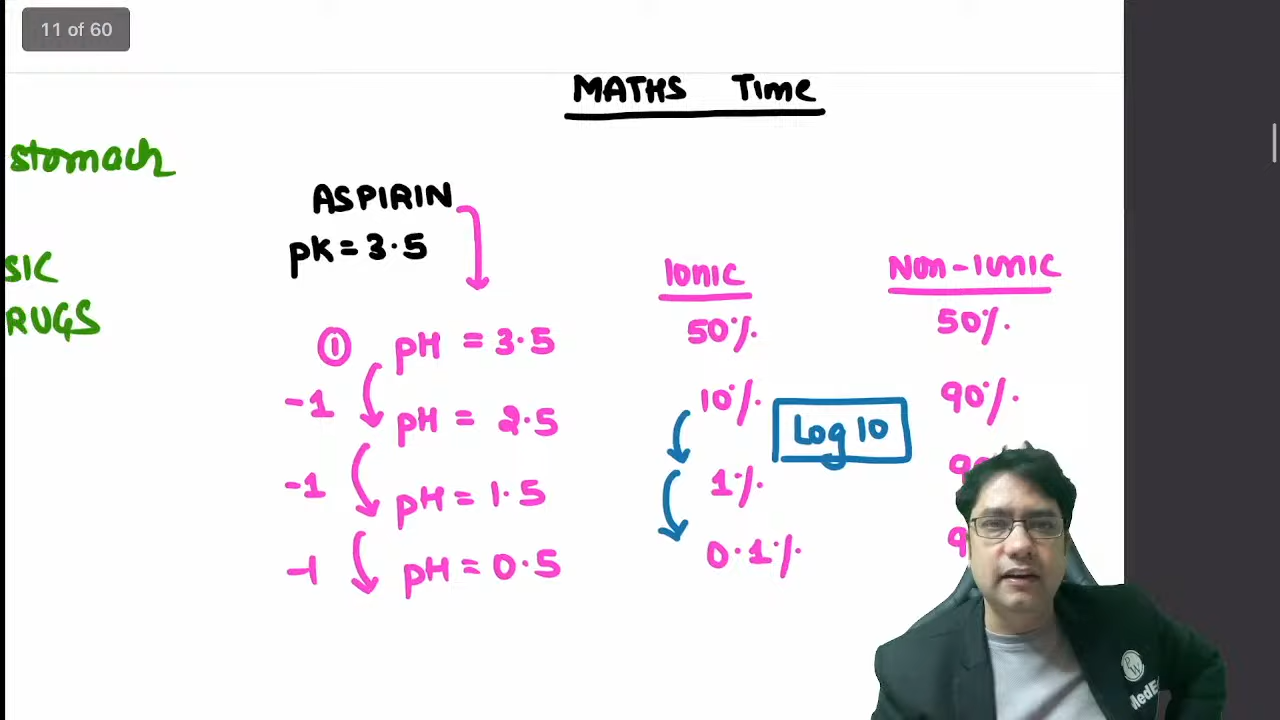 11 of 60
MATHS Time
stomach
ASPIRIN
pK = 3.5
SIC
RUGS
Ionic
Non-Ionic
① pH = 3.5 50% 50%
-1 pH = 2.5 10% 90%
Log 10
-1 pH = 1.5 1%
-1 pH = 0.5 0.1%
PW
MedE